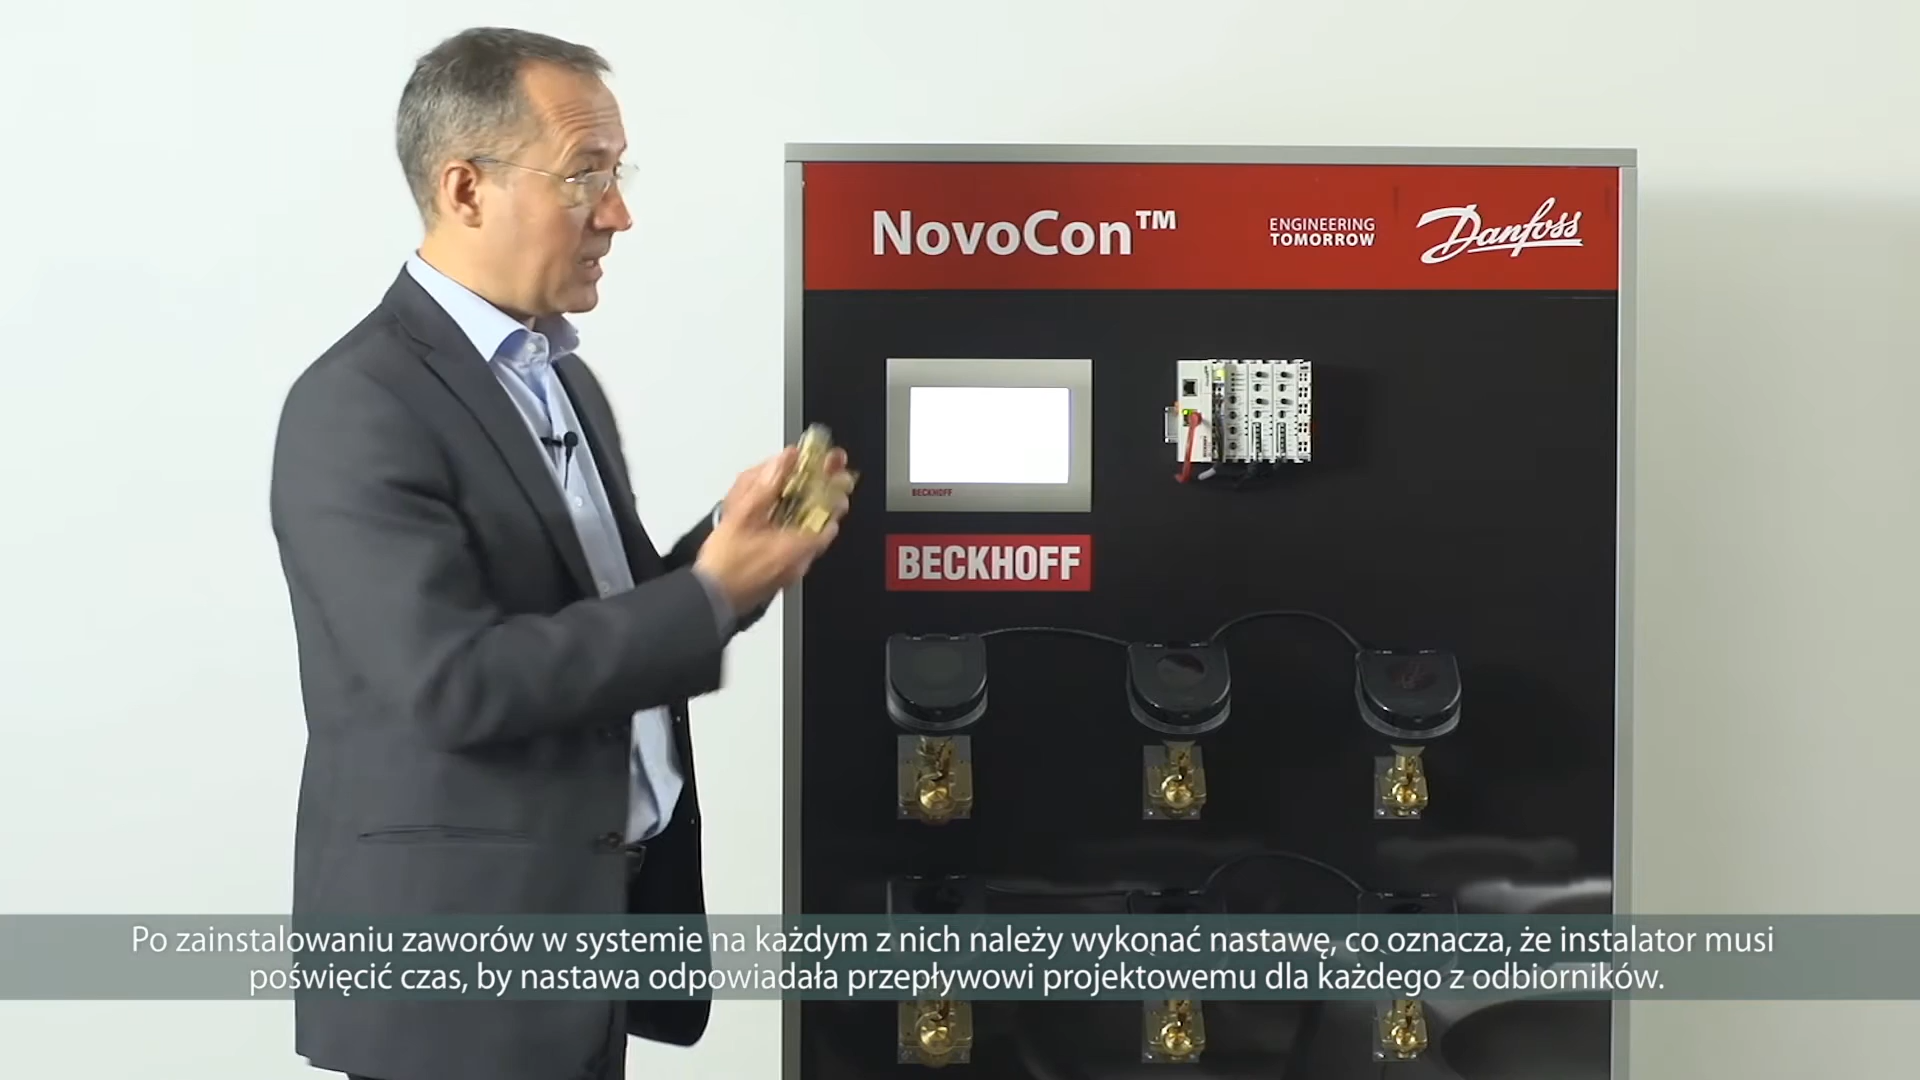 NovoCon™
ENGINEERING
TOMORROW
Danfoss
BECKHOFF
BECKHOFF
Po zainstalowaniu zaworów w systemie na każdym z nich należy wykonać nastawę, co oznacza, że instalator musi
poświęcić czas, by nastawa odpowiadała przepływowi projektowemu dla każdego z odbiorników.